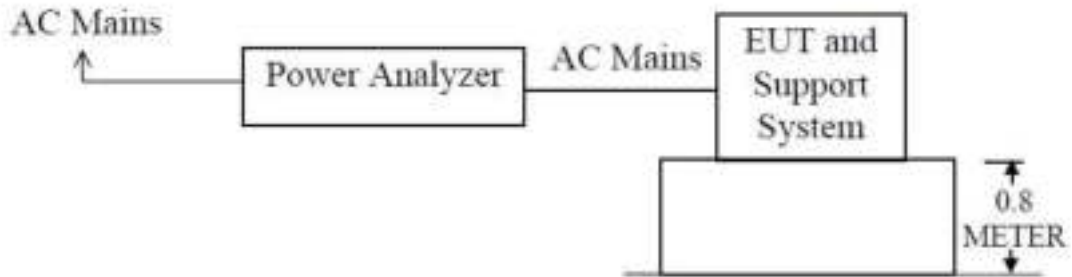 AC Mains
Power Analyzer
AC Mains
EUT and
Support
System
0.8
METER